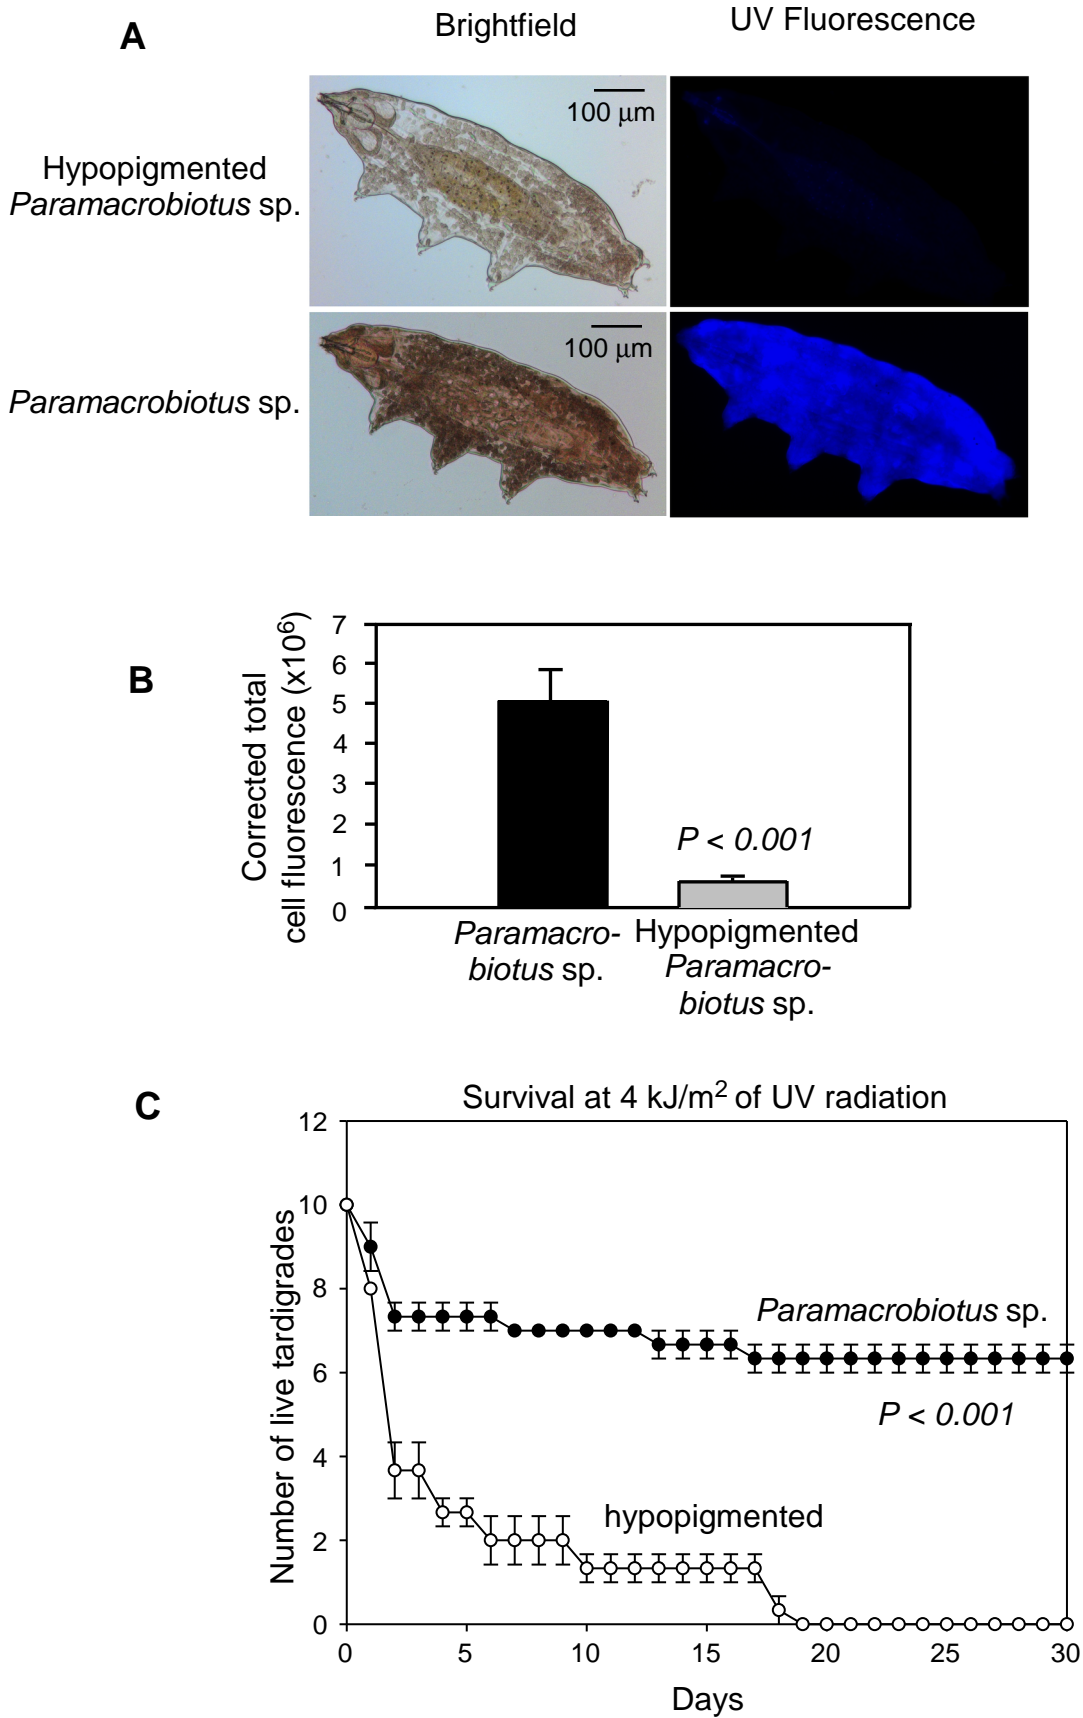 A
Brightfield
UV Fluorescence
Hypopigmented
Paramacrobiotus sp.
100 μm
Paramacrobiotus sp.
100 μm
B
Corrected total
cell fluorescence (x10⁶)
7
6
5
4
3
2
1
0
P < 0.001
Paramacro-
biotus sp.
Hypopigmented
Paramacro-
biotus sp.
C
Survival at 4 kJ/m² of UV radiation
Number of live tardigrades
12
10
8
6
4
2
0
Paramacrobiotus sp.
P < 0.001
hypopigmented
0 5 10 15 20 25 30
Days